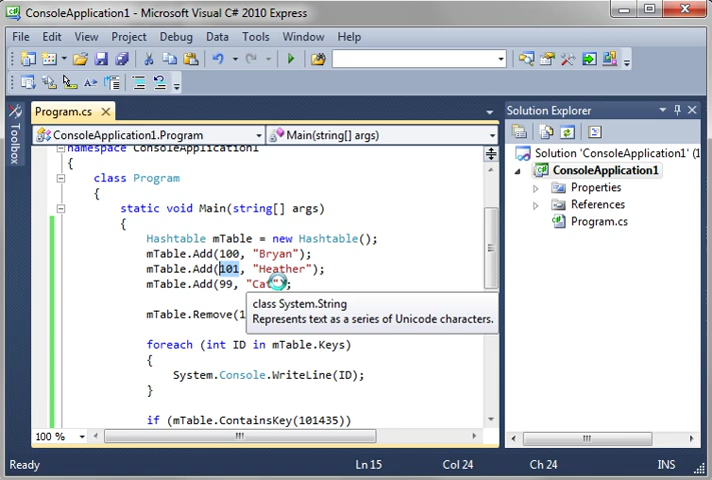 ConsoleApplication1 - Microsoft Visual C# 2010 Express
File Edit View Project Debug Data Tools Window Help
Program.cs
Solution Explorer
ConsoleApplication1.Program
Main(string[] args)
Toolbox
namespace ConsoleApplication1
{
class Program
{
static void Main(string[] args)
{
Hashtable mTable = new Hashtable();
mTable.Add(100, "Bryan");
mTable.Add(101, "Heather");
mTable.Add(99,
class System.String
Represents text as a series of Unicode characters.
mTable.Remove(1
foreach (int ID in mTable.Keys)
{
System.Console.WriteLine(ID);
}
if (mTable.ContainsKey(101435))
100 %
Solution 'ConsoleApplication1' (1
ConsoleApplication1
Properties
References
Program.cs
Ready
Ln 15
Col 24
Ch 24
INS